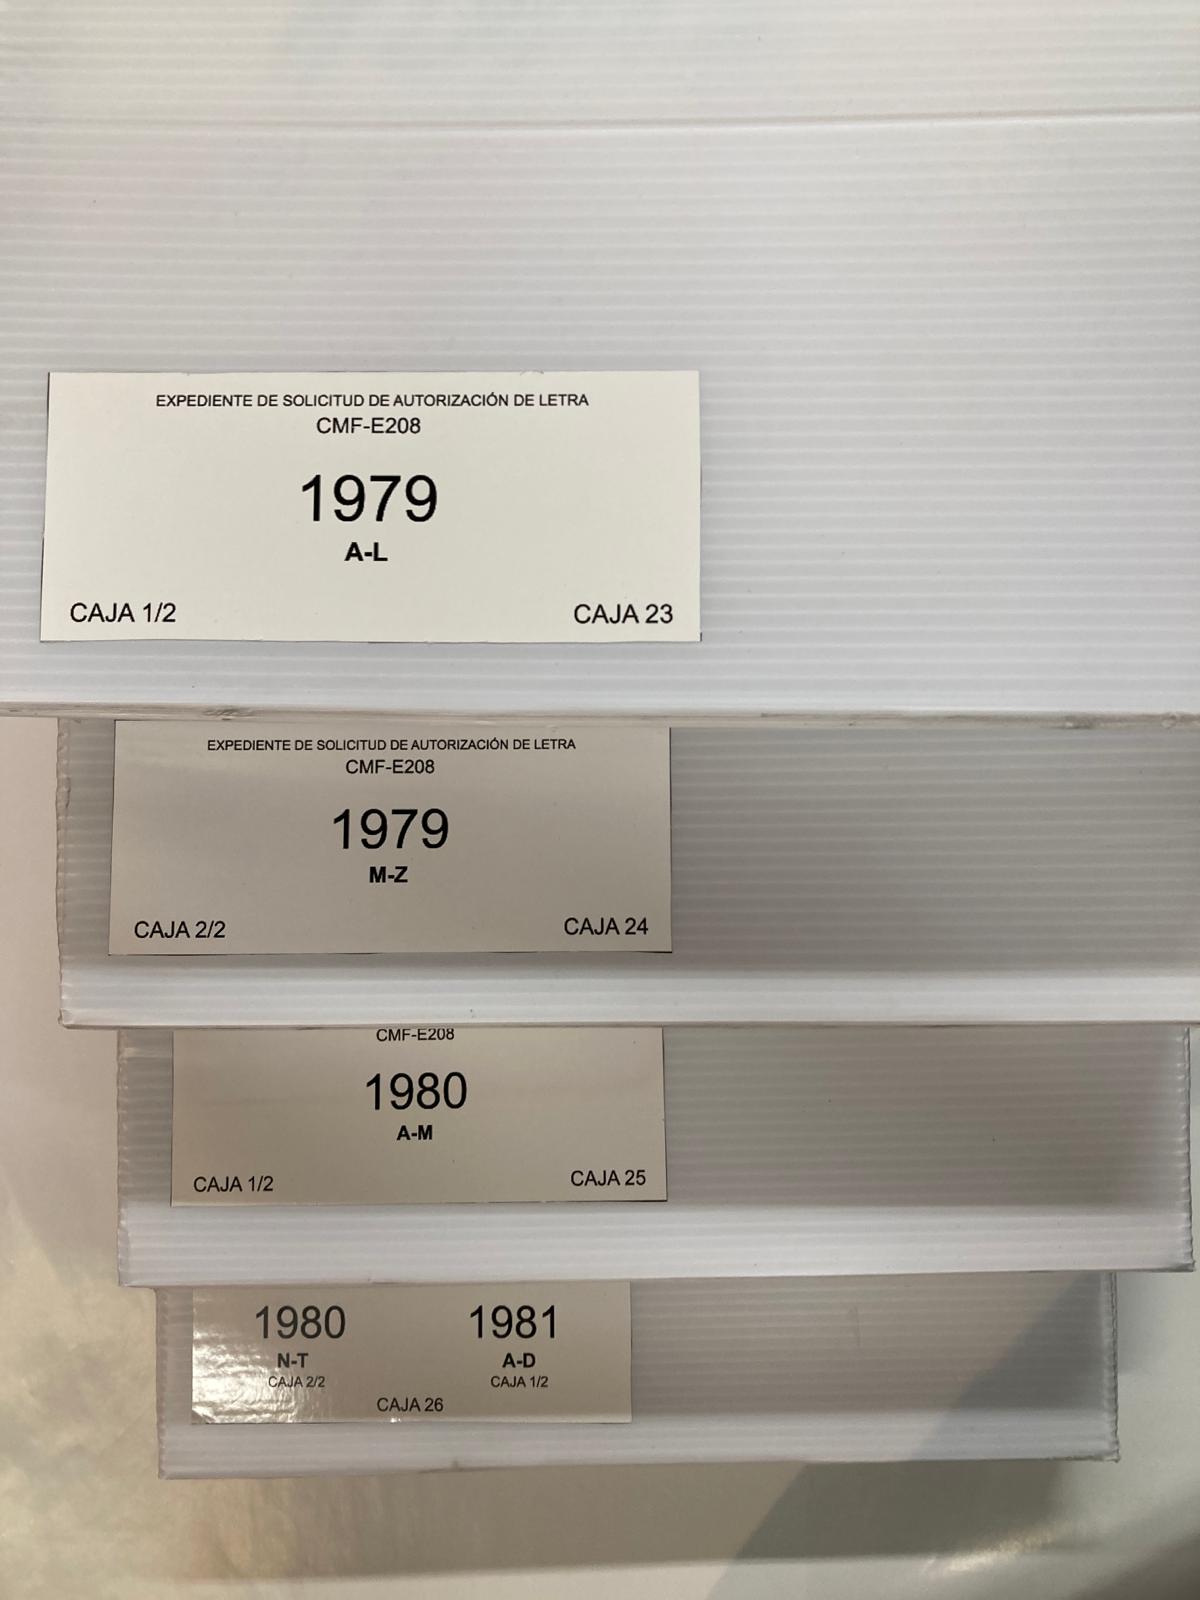 EXPEDIENTE DE SOLICITUD DE AUTORIZACIÓN DE LETRA
CMF-E208
1979
A-L
CAJA 1/2 CAJA 23
EXPEDIENTE DE SOLICITUD DE AUTORIZACIÓN DE LETRA
CMF-E208
1979
M-Z
CAJA 2/2 CAJA 24
CMF-E208
1980
A-M
CAJA 1/2 CAJA 25
1980 1981
N-T A-D
CAJA 2/2 CAJA 1/2
CAJA 26